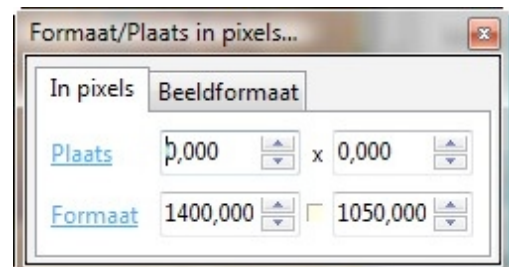 Formaat/Plaats in pixels...
In pixels Beeldformaat
Plaats 0,000 x 0,000
Formaat 1400,000 1050,000